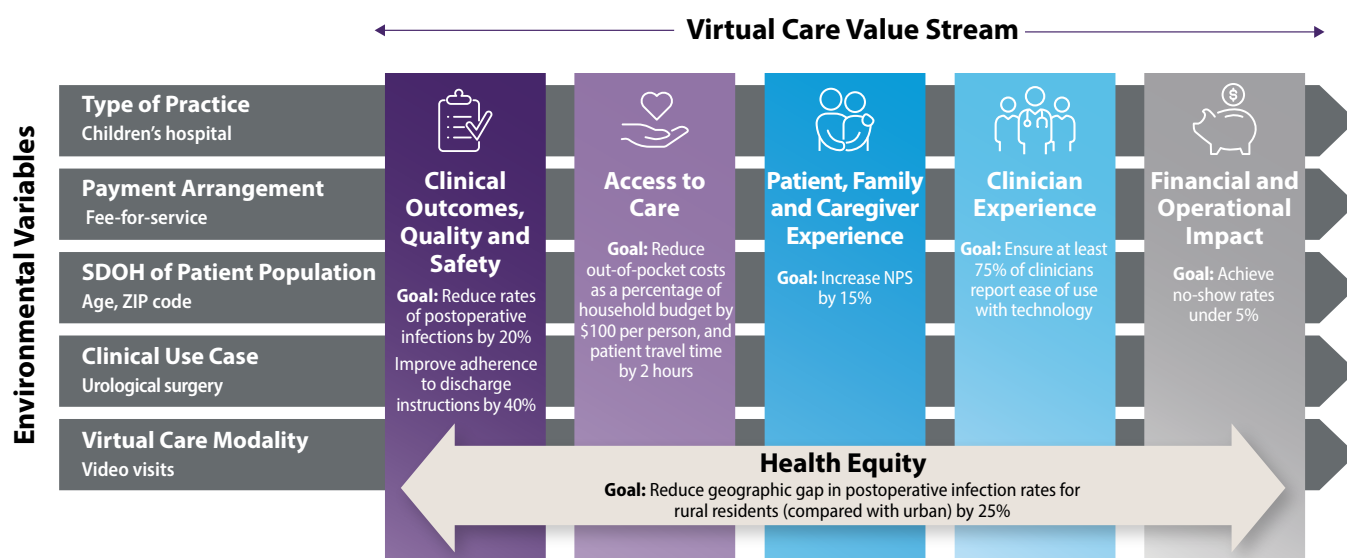 Virtual Care Value Stream
Environmental Variables
Type of Practice
Children's hospital
Payment Arrangement
Fee-for-service
SDOH of Patient Population
Age, ZIP code
Clinical Use Case
Urological surgery
Virtual Care Modality
Video visits
Clinical
Outcomes,
Quality and
Safety
Goal: Reduce rates
of postoperative
infections by 20%
Improve adherence
to discharge
instructions by 40%
Access to
Care
Goal: Reduce
out-of-pocket costs
as a percentage of
household budget by
$100 per person, and
patient travel time
by 2 hours
Patient, Family
and Caregiver
Experience
Goal: Increase NPS
by 15%
Clinician
Experience
Goal: Ensure at least
75% of clinicians
report ease of use
with technology
$
Financial and
Operational
Impact
Goal: Achieve
no-show rates
under 5%
Health Equity
Goal: Reduce geographic gap in postoperative infection rates for
rural residents (compared with urban) by 25%